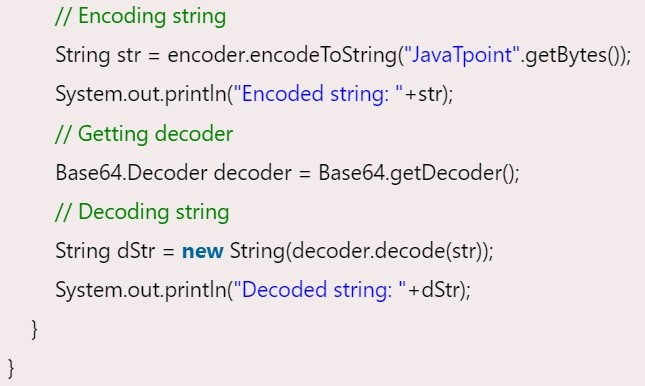 // Encoding string
String str = encoder.encodeToString("JavaTpoint".getBytes());
System.out.println("Encoded string: "+str);
// Getting decoder
Base64.Decoder decoder = Base64.getDecoder();
// Decoding string
String dStr = new String(decoder.decode(str));
System.out.println("Decoded string: "+dStr);
}
}